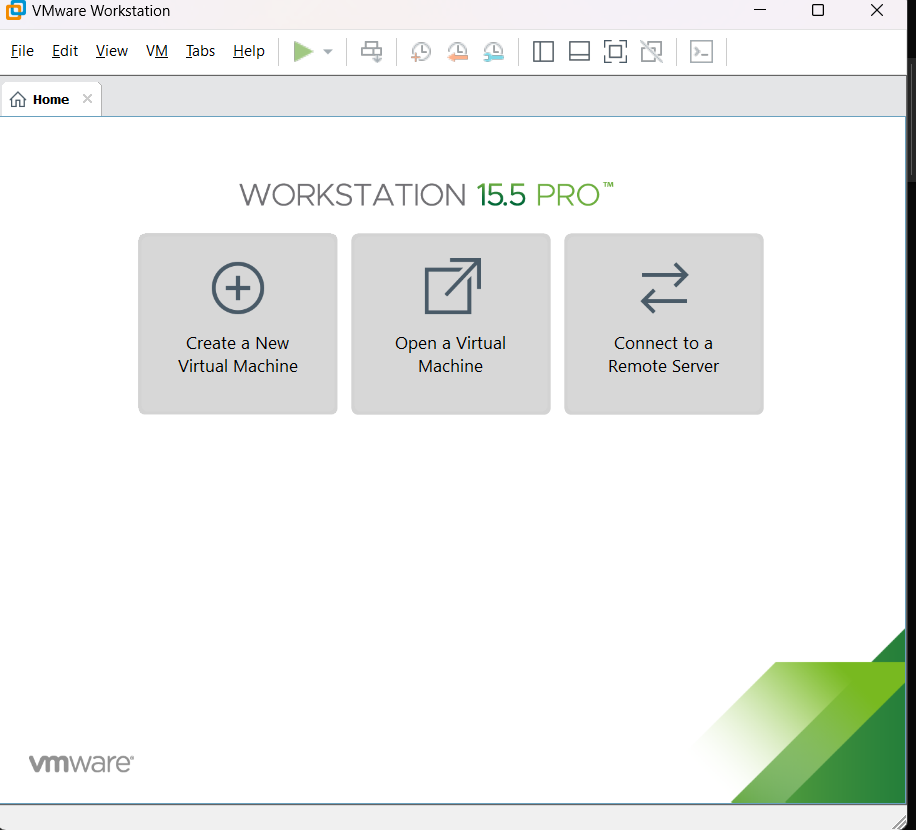 VMware Workstation
File Edit View VM Tabs Help
Home
WORKSTATION 15.5 PRO™
Create a New
Virtual Machine
Open a Virtual
Machine
Connect to a
Remote Server
vmware®